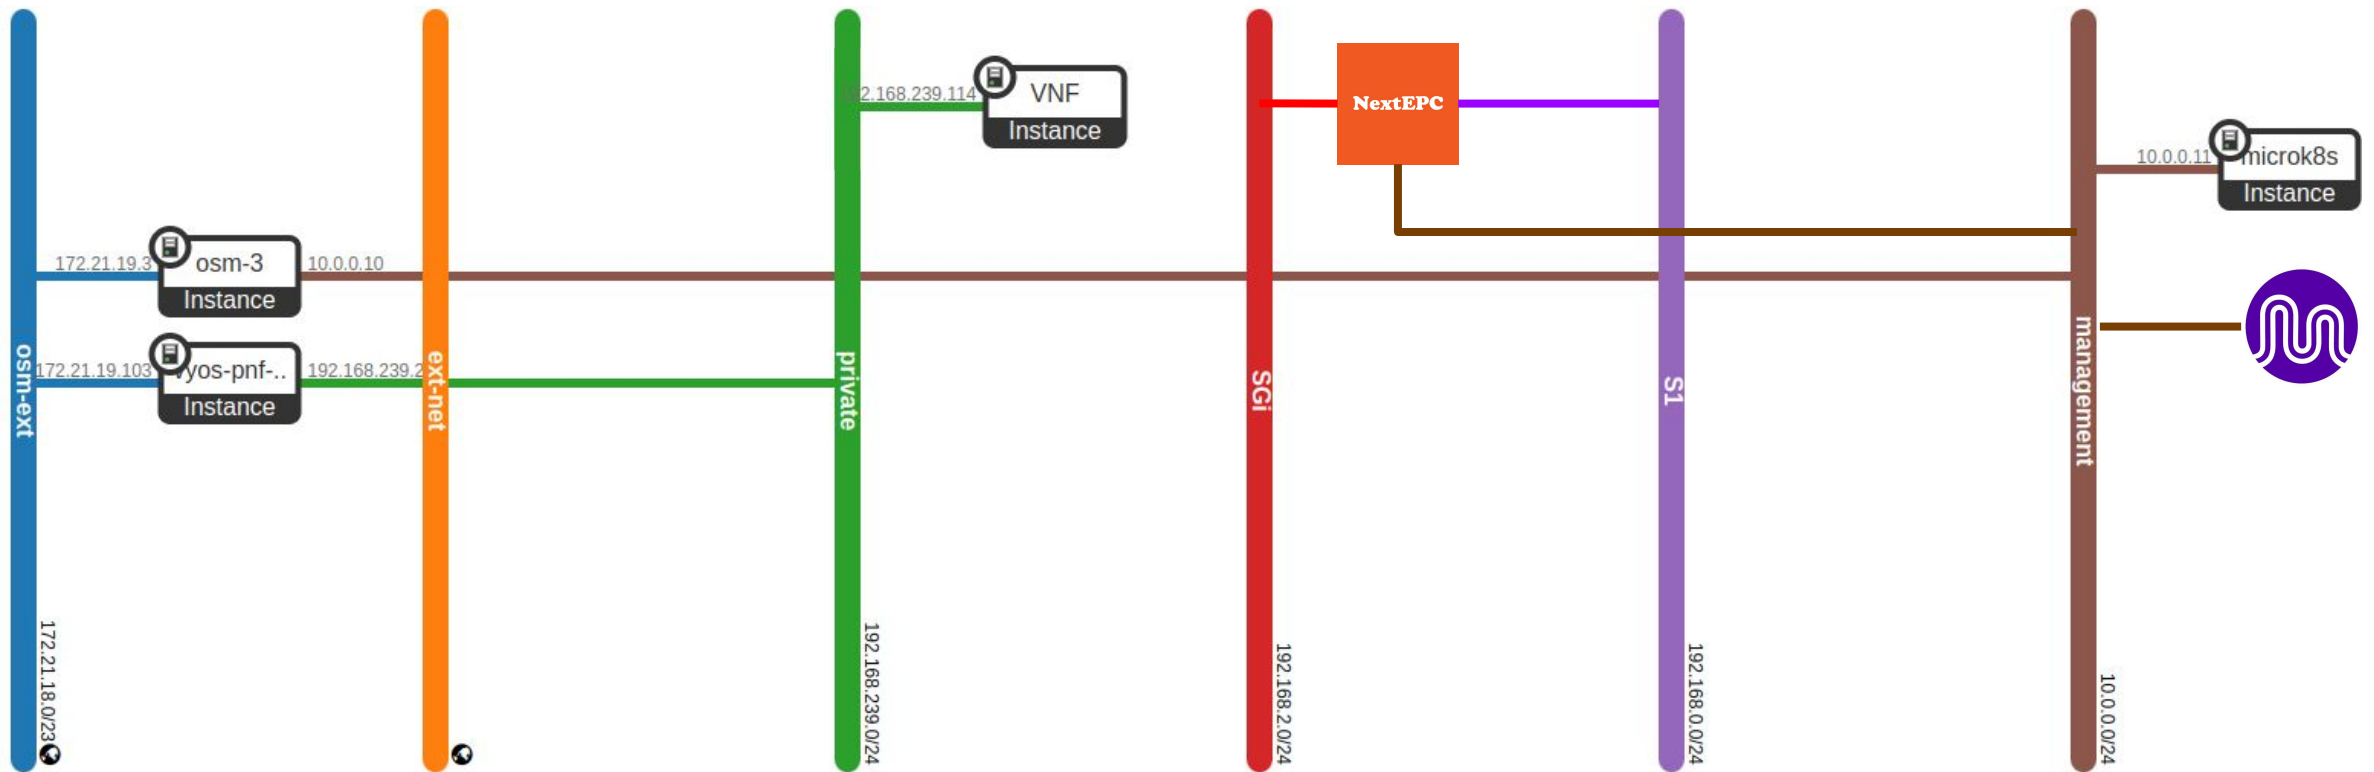 192.168.239.114
VNF
Instance
NextEPC
10.0.0.11
microk8s
Instance
172.21.19.3
osm-3
Instance
10.0.0.10
172.21.19.103
vyos-pnf-..
Instance
192.168.239.2
osm-ext
ext-net
private
SGi
S1
management
172.21.18.0/23
192.168.239.0/24
192.168.2.0/24
192.168.0.0/24
10.0.0.0/24